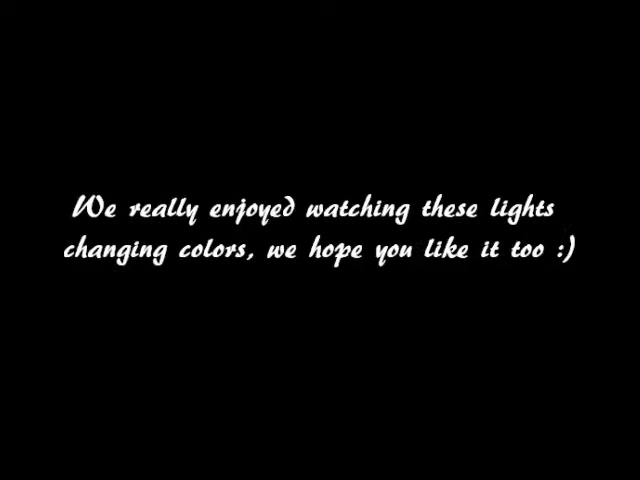 We really enjoyed watching these lights
changing colors, we hope you like it too :)